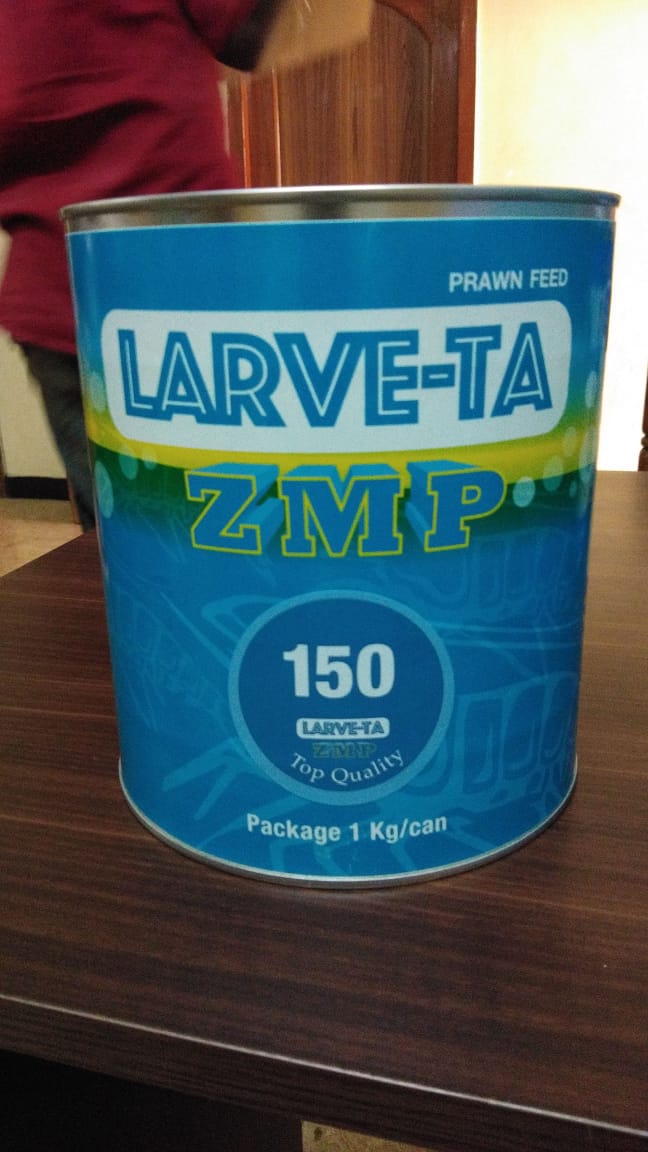 PRAWN FEED
LARVE-TA
ZMP
150
LARVE-TA
ZMP
Top Quality
Package 1 Kg/can